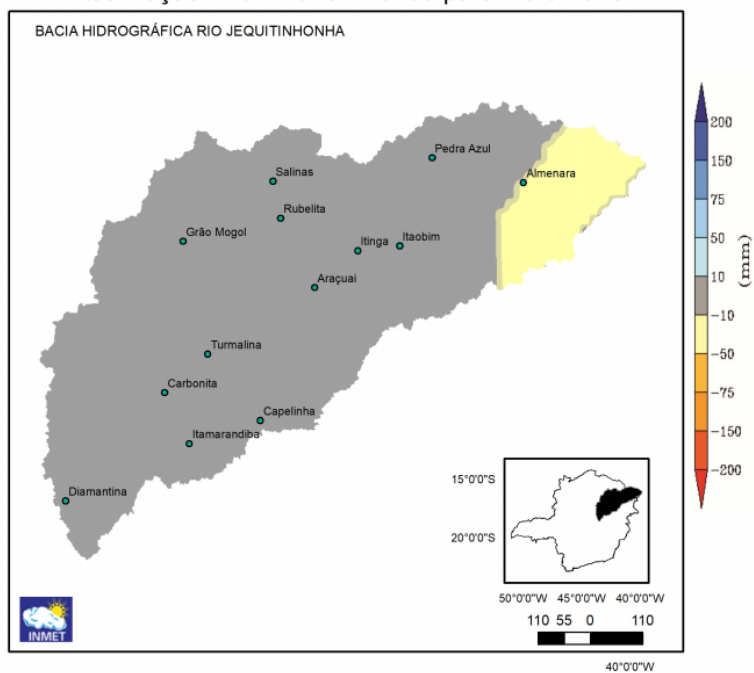 BACIA HIDROGRÁFICA RIO JEQUITINHONHA
Pedra Azul
Almenara
Salinas
Rubelita
Grão Mogol
Itinga
Itaobim
Araçuai
Turmalina
Carbonita
Capelinha
Itamarandiba
Diamantina
200
150
75
50
10
-10
-50
-75
-150
-200
(mm)
15°0'0"S
20°0'0"S
50°0'0"W 45°0'0"W 40°0'0"W
110 55 0 110
40°0'0"W
INMET